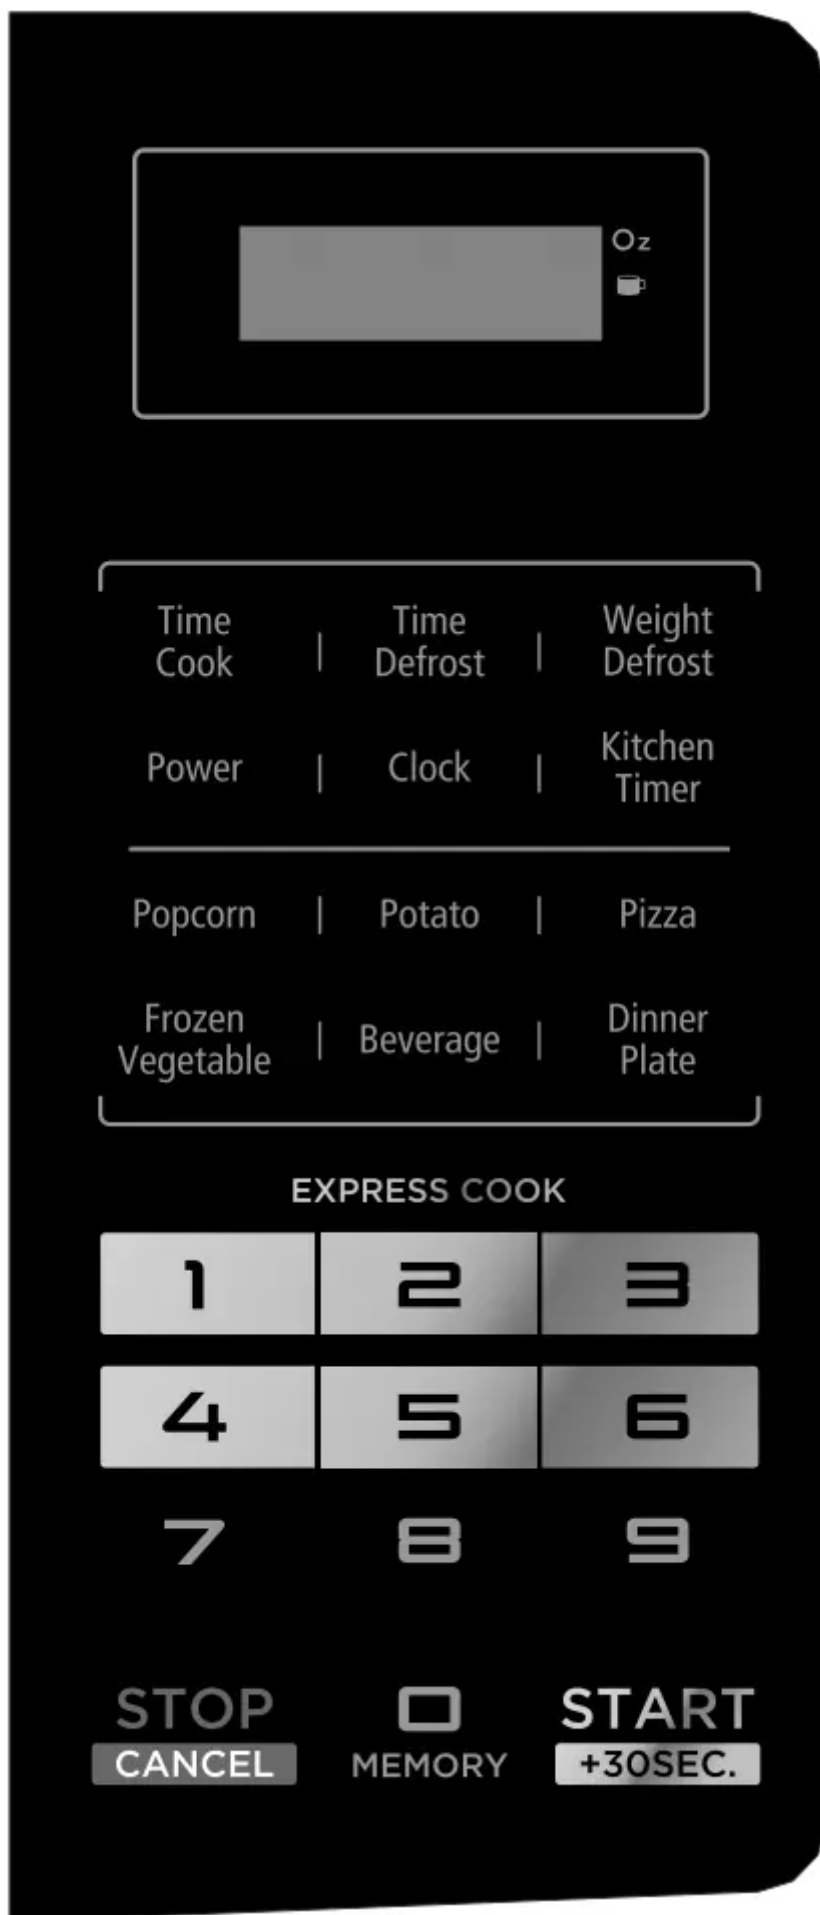 Oz
Time Time Weight
Cook Defrost Defrost
Power Clock Kitchen
Timer
Popcorn Potato Pizza
Frozen Beverage Dinner
Vegetable Plate
EXPRESS COOK
1 2 3
4 5 6
7 8 9
STOP 0 START
CANCEL MEMORY +30SEC.